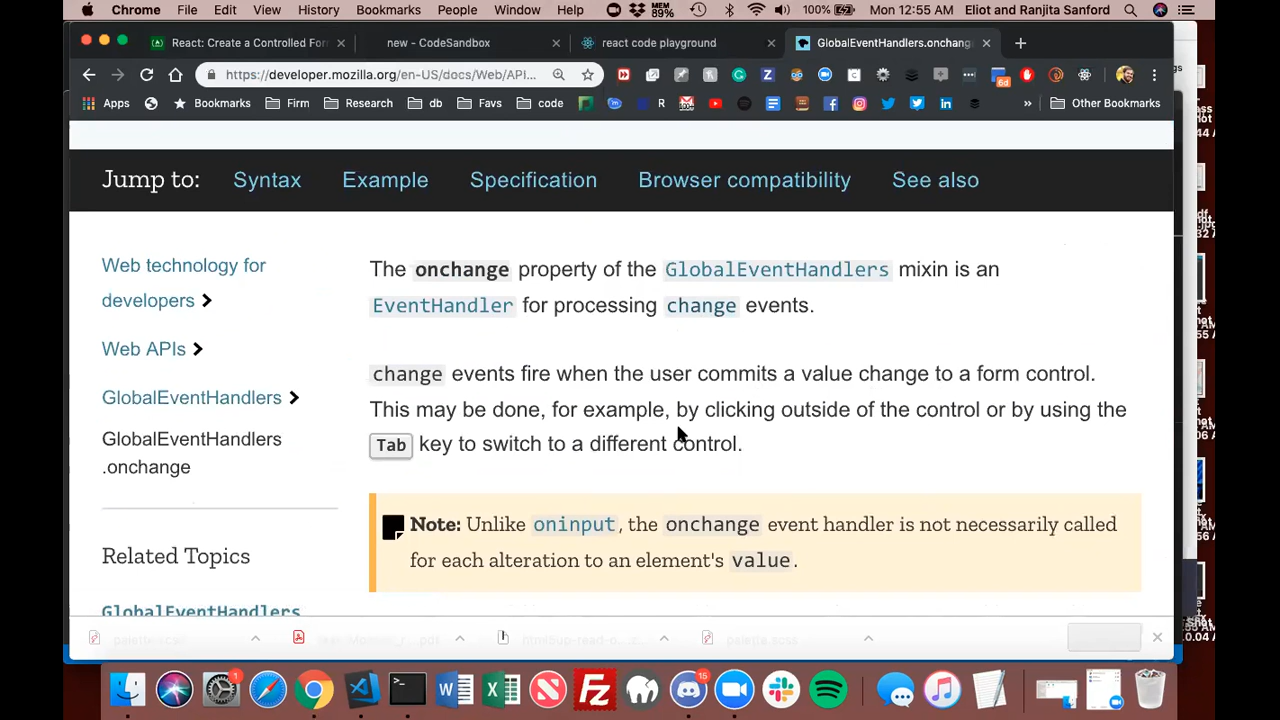 Chrome File Edit View History Bookmarks People Window Help MEM 89% 100% Mon 12:55 AM Eliot and Ranjita Sanford
React: Create a Controlled For
new - CodeSandbox
react code playground
GlobalEventHandlers.onchange
https://developer.mozilla.org/en-US/docs/Web/API...
Apps Bookmarks Firm Research db Favs code R 100+ Other Bookmarks
Jump to: Syntax Example Specification Browser compatibility See also
Web technology for
developers
Web APIs
GlobalEventHandlers
GlobalEventHandlers
.onchange
Related Topics
GlobalEventHandlers
The onchange property of the GlobalEventHandlers mixin is an
EventHandler for processing change events.
change events fire when the user commits a value change to a form control.
This may be done, for example, by clicking outside of the control or by using the
Tab key to switch to a different control.
Note: Unlike oninput, the onchange event handler is not necessarily called
for each alteration to an element's value.